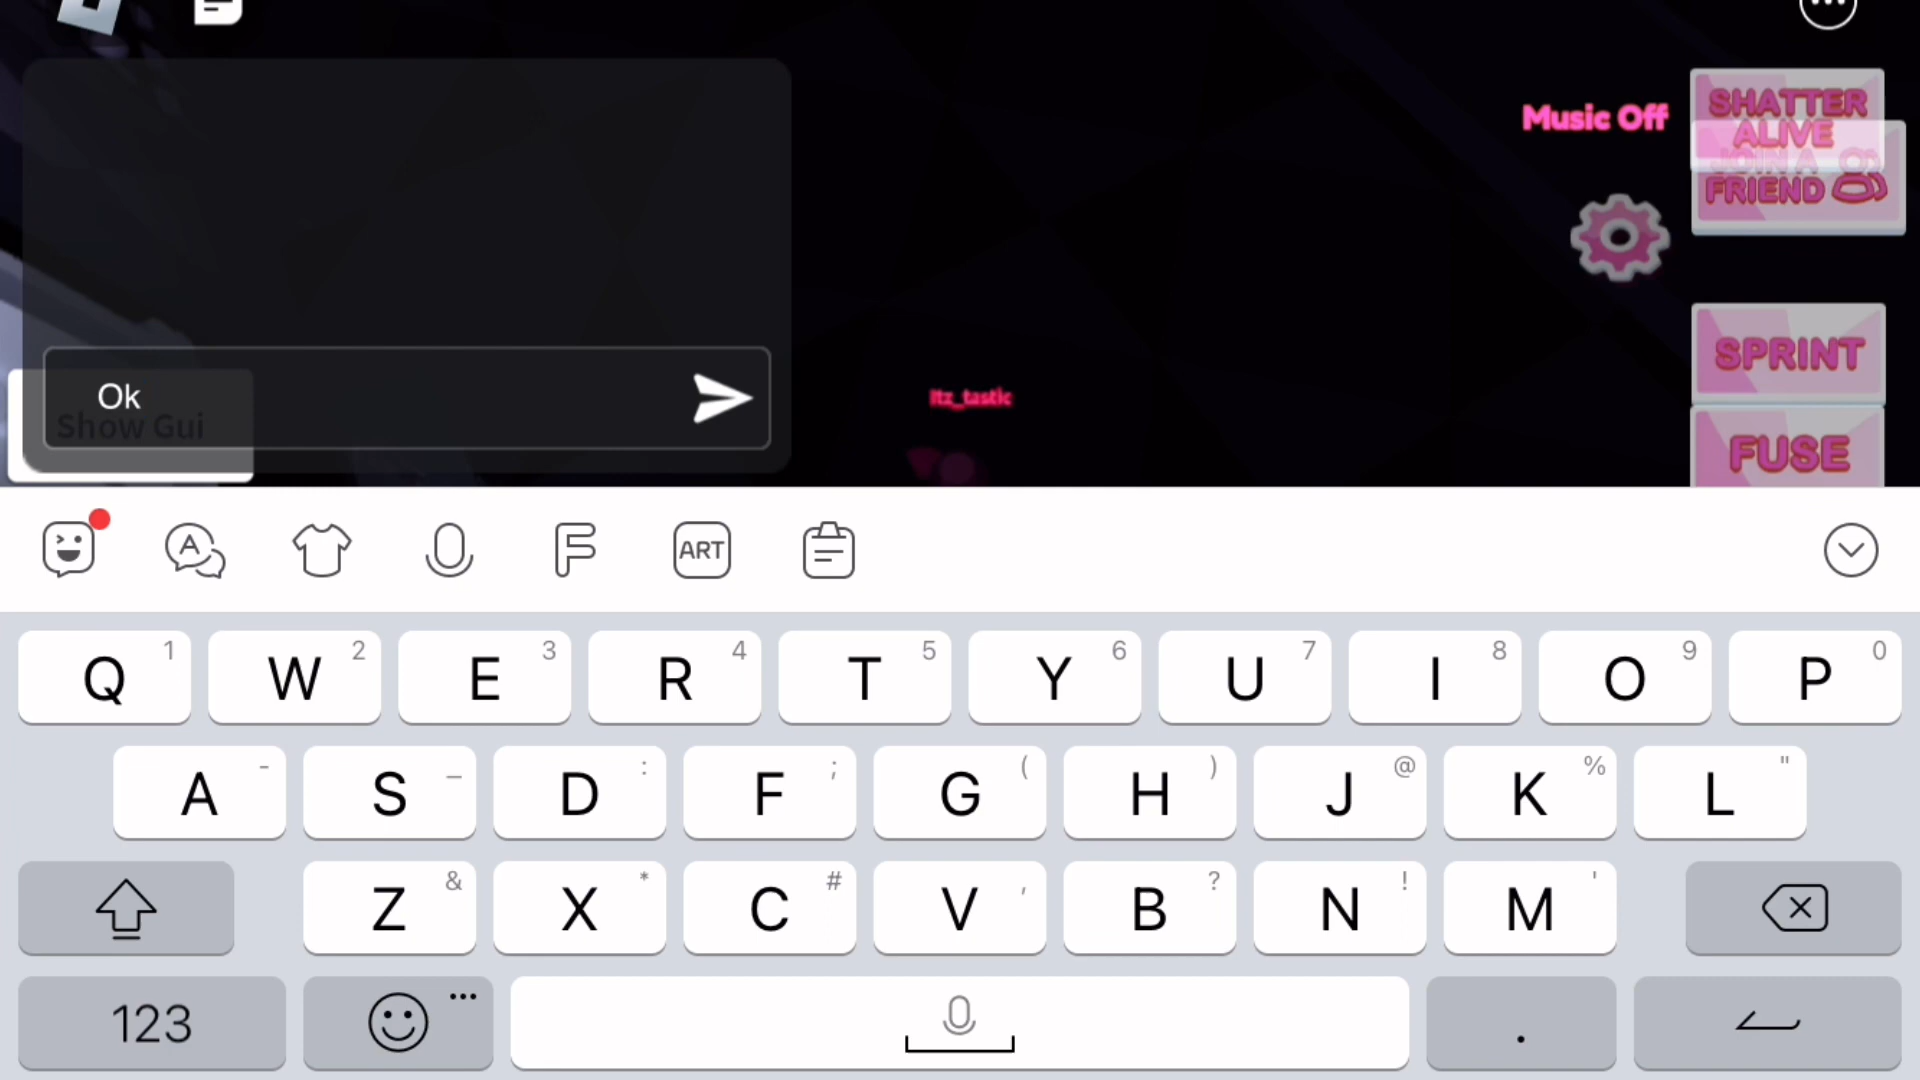 Music Off
SHATTER
ALIVE
JOIN A
FRIEND
SPRINT
FUSE
Ok
Show Gui
Itz_tastic
ART
Q 1 W 2 E 3 R 4 T 5 Y 6 U 7 I 8 O 9 P 0
A - S _ D : F ; G ( H ) J @ K % L "
Z & X * C # V , B ? N ! M '
123 .